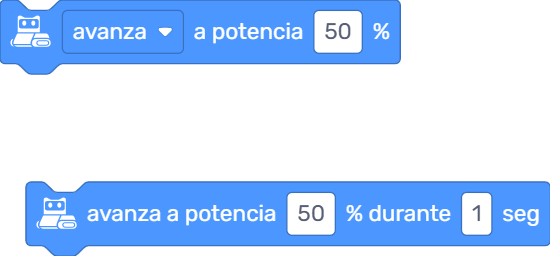 avanza a potencia 50 %
avanza a potencia 50 % durante 1 seg